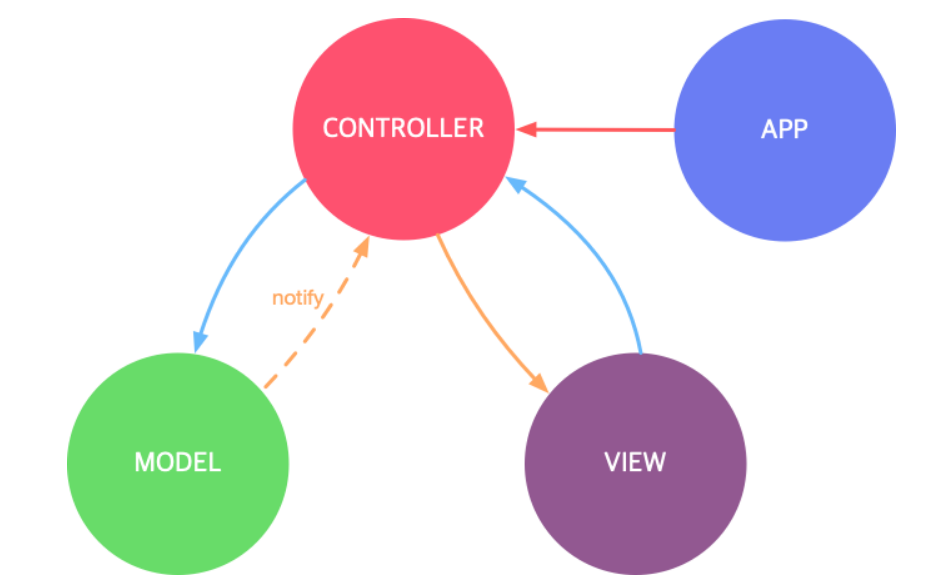 CONTROLLER
APP
notify
MODEL
VIEW